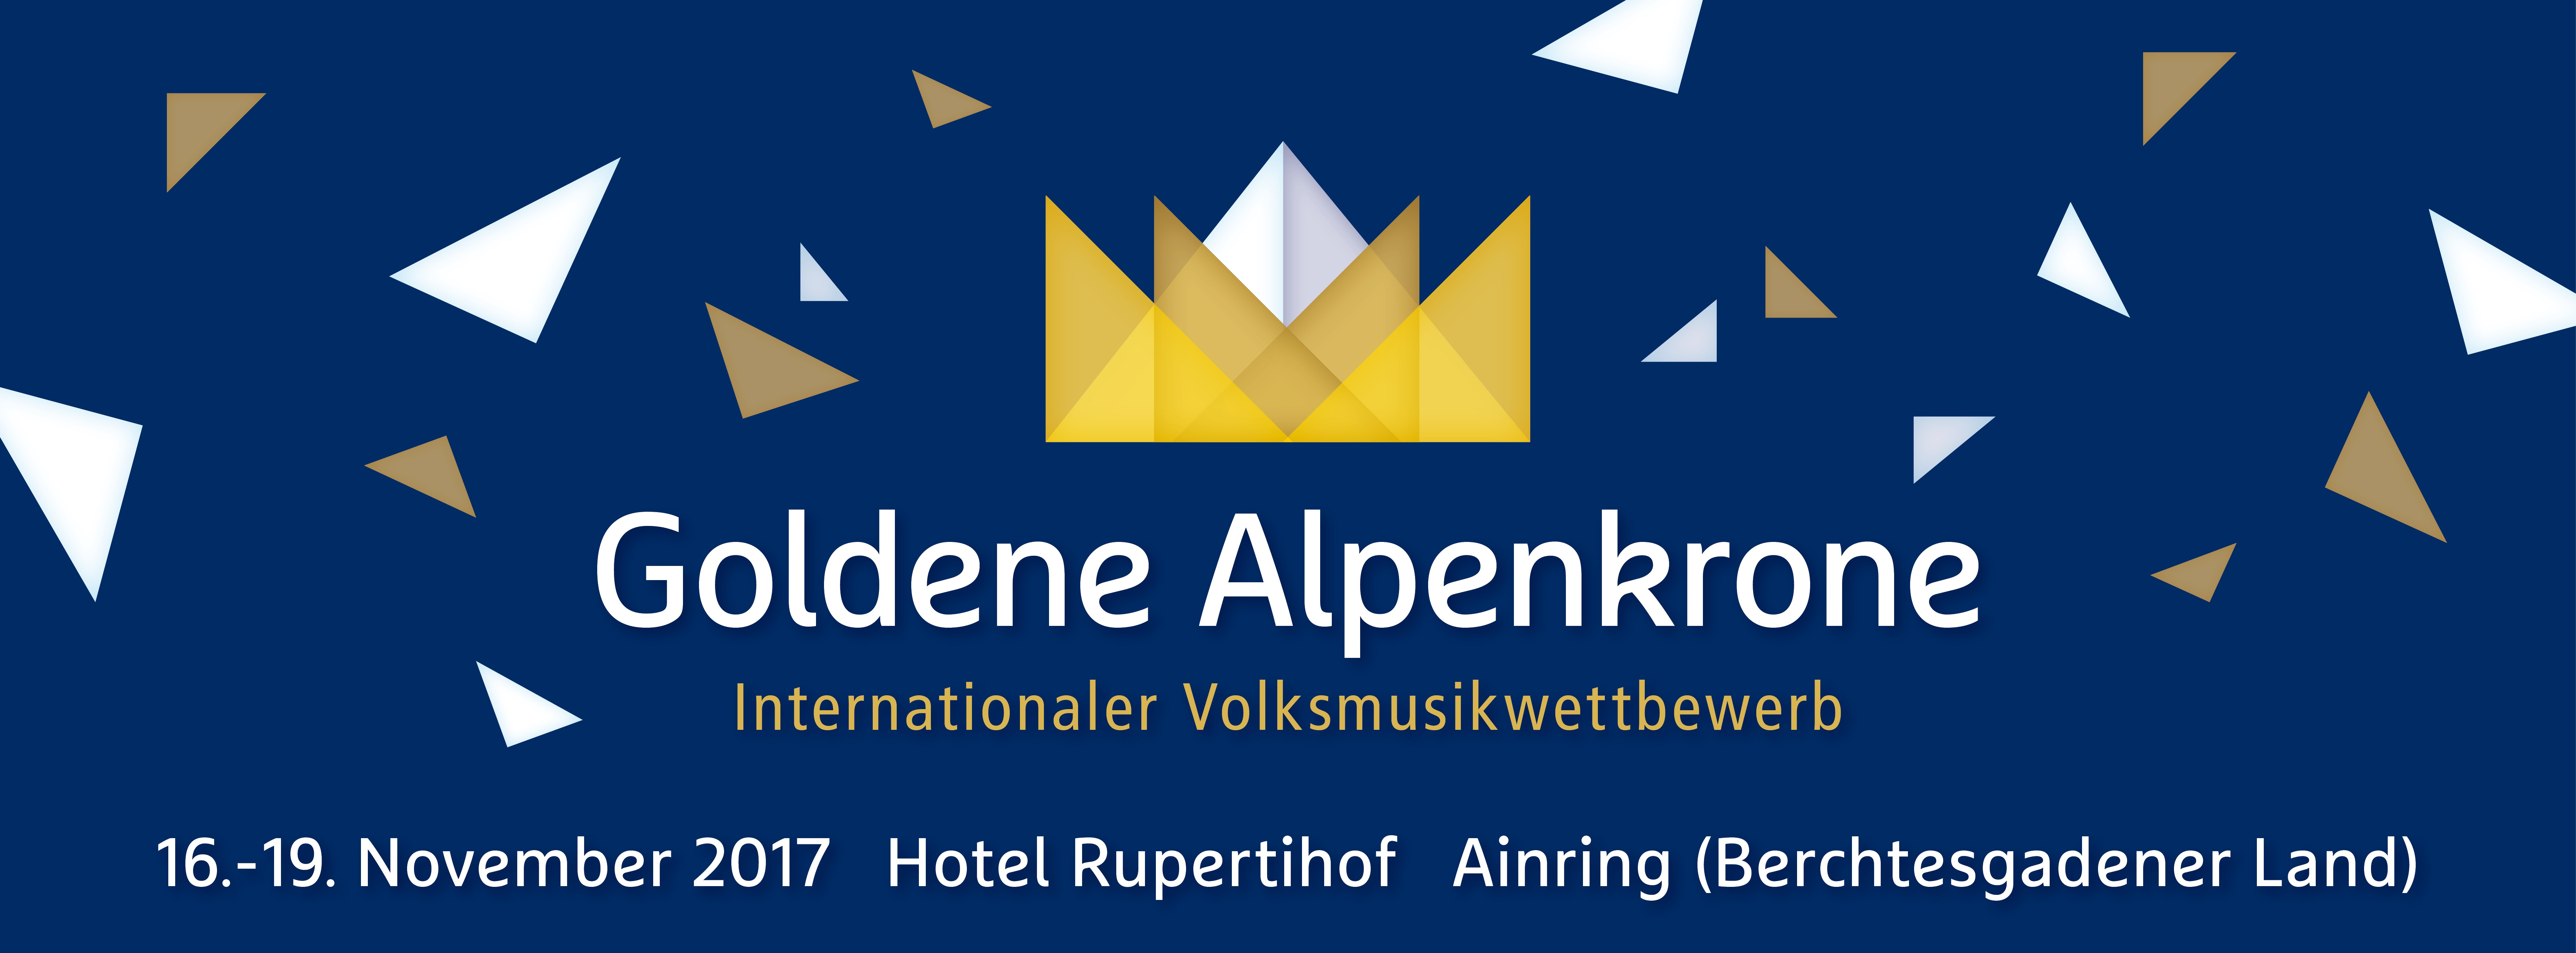 Goldene Alpenkrone
Internationaler Volksmusikwettbewerb
16.-19. November 2017 Hotel Rupertihof Ainring (Berchtesgadener Land)